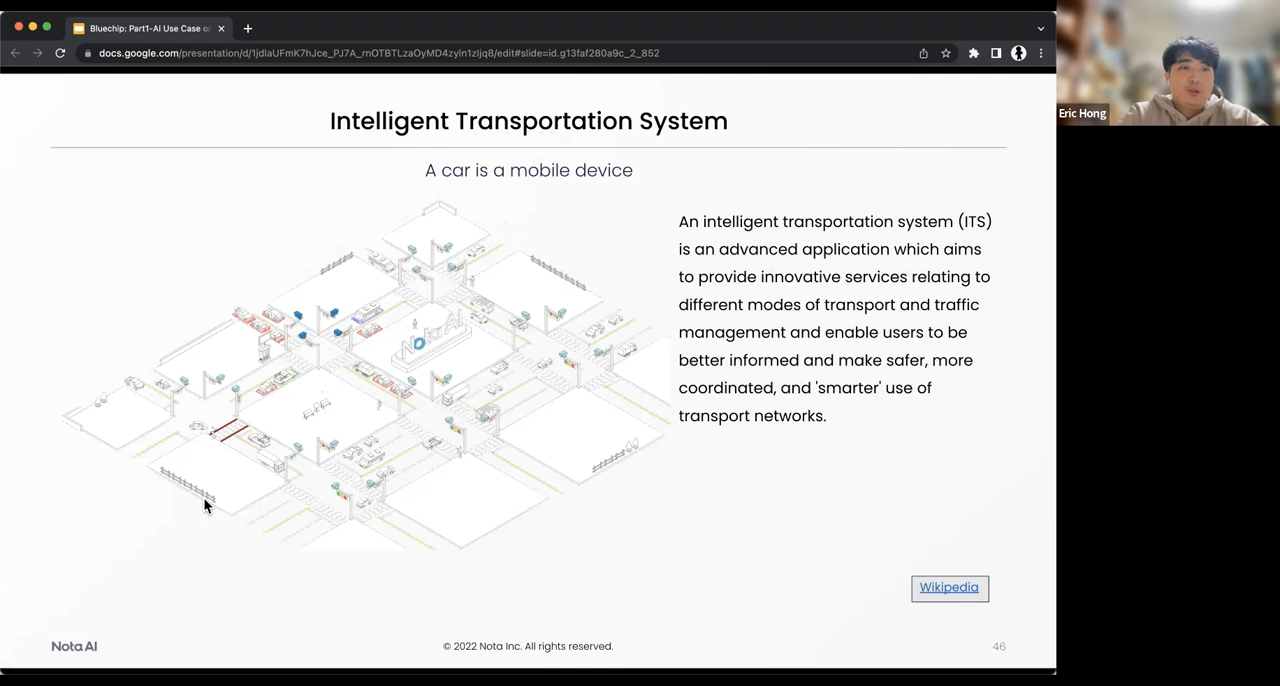 Bluechip: Part1-AI Use Case or
docs.google.com/presentation/d/1jdlaUFmK7hJce_PJ7A_rnOTBTLzaOyMD4zyln1zljq8/edit#slide=id.g13faf280a9c_2_852
Eric Hong
Intelligent Transportation System
A car is a mobile device
An intelligent transportation system (ITS)
is an advanced application which aims
to provide innovative services relating to
different modes of transport and traffic
management and enable users to be
better informed and make safer, more
coordinated, and 'smarter' use of
transport networks.
Wikipedia
Nota AI
© 2022 Nota Inc. All rights reserved.
46